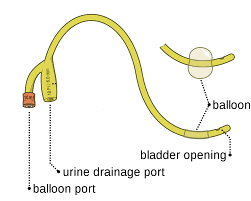 balloon
bladder opening
urine drainage port
balloon port